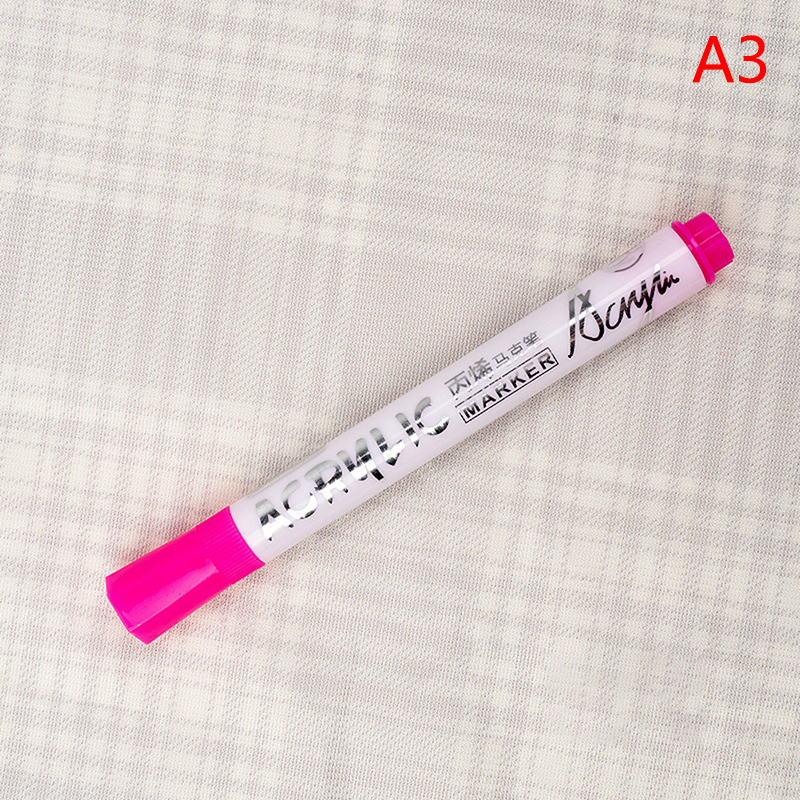 A3
ACRYLIC
丙烯马克笔
MARKER
Acrylic